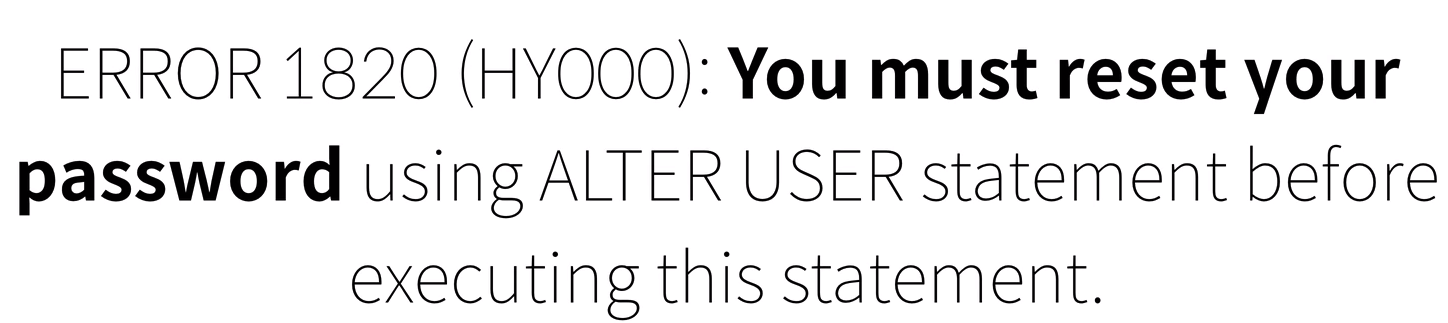 ERROR 1820 (HY000): You must reset your
password using ALTER USER statement before
executing this statement.